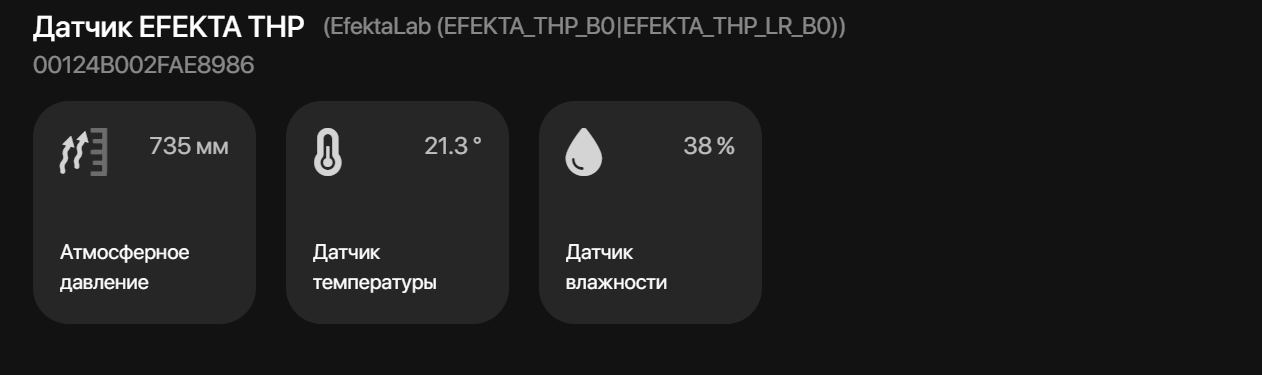 Датчик EFEKTA THP (EfektaLab (EFEKTA_THP_B0|EFEKTA_THP_LR_B0))
00124B002FAE8986
735 мм
21.3 °
38 %
Атмосферное
давление
Датчик
температуры
Датчик
влажности